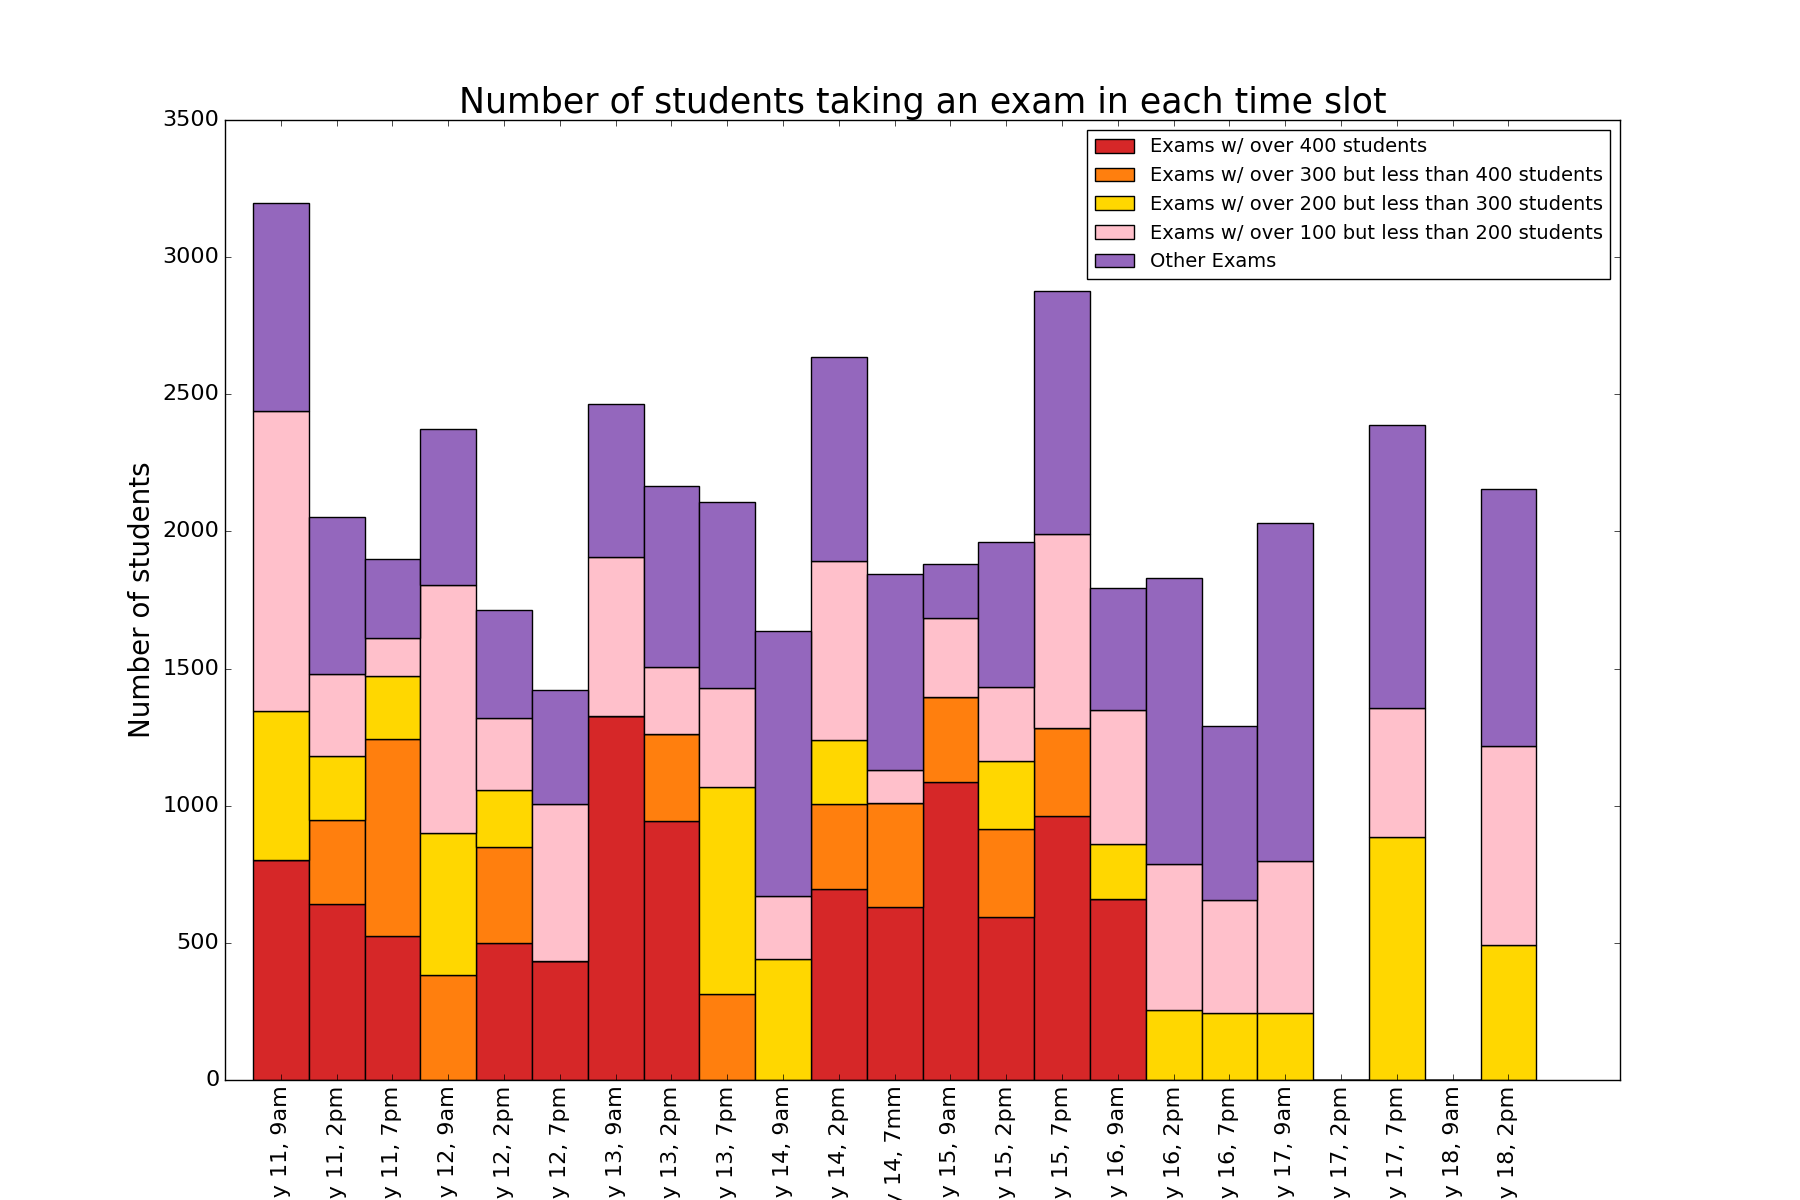 Number of students taking an exam in each time slot
Exams w/ over 400 students
Exams w/ over 300 but less than 400 students
Exams w/ over 200 but less than 300 students
Exams w/ over 100 but less than 200 students
Other Exams
Number of students
3500
3000
2500
2000
1500
1000
500
0
y 11, 9am
y 11, 2pm
y 11, 7pm
y 12, 9am
y 12, 2pm
y 12, 7pm
y 13, 9am
y 13, 2pm
y 13, 7pm
y 14, 9am
y 14, 2pm
y 14, 7mm
y 15, 9am
y 15, 2pm
y 15, 7pm
y 16, 9am
y 16, 2pm
y 16, 7pm
y 17, 9am
y 17, 2pm
y 17, 7pm
y 18, 9am
y 18, 2pm